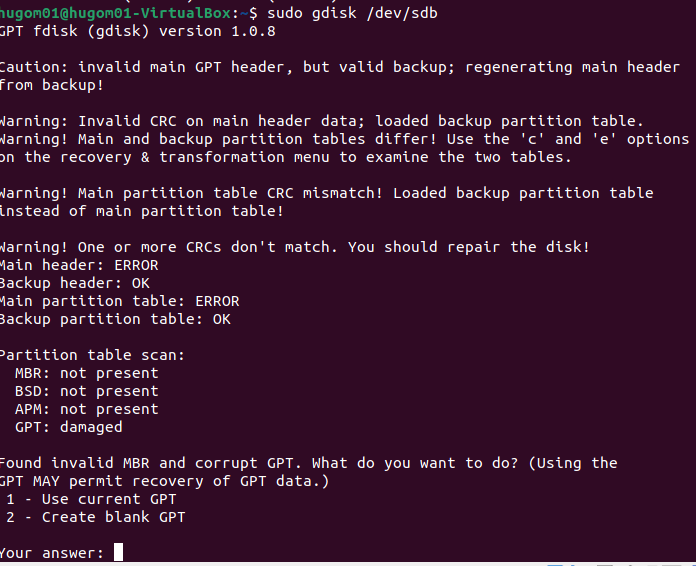 hugom01@hugom01-VirtualBox:~$ sudo gdisk /dev/sdb
GPT fdisk (gdisk) version 1.0.8
Caution: invalid main GPT header, but valid backup; regenerating main header
from backup!
Warning: Invalid CRC on main header data; loaded backup partition table.
Warning! Main and backup partition tables differ! Use the 'c' and 'e' options
on the recovery & transformation menu to examine the two tables.
Warning! Main partition table CRC mismatch! Loaded backup partition table
instead of main partition table!
Warning! One or more CRCs don't match. You should repair the disk!
Main header: ERROR
Backup header: OK
Main partition table: ERROR
Backup partition table: OK
Partition table scan:
  MBR: not present
  BSD: not present
  APM: not present
  GPT: damaged
Found invalid MBR and corrupt GPT. What do you want to do? (Using the
GPT MAY permit recovery of GPT data.)
 1 - Use current GPT
 2 - Create blank GPT
Your answer: